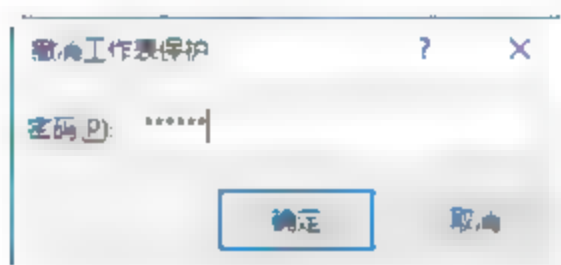 撤消工作表保护 ? ×
密码(P): ******
确定 取消